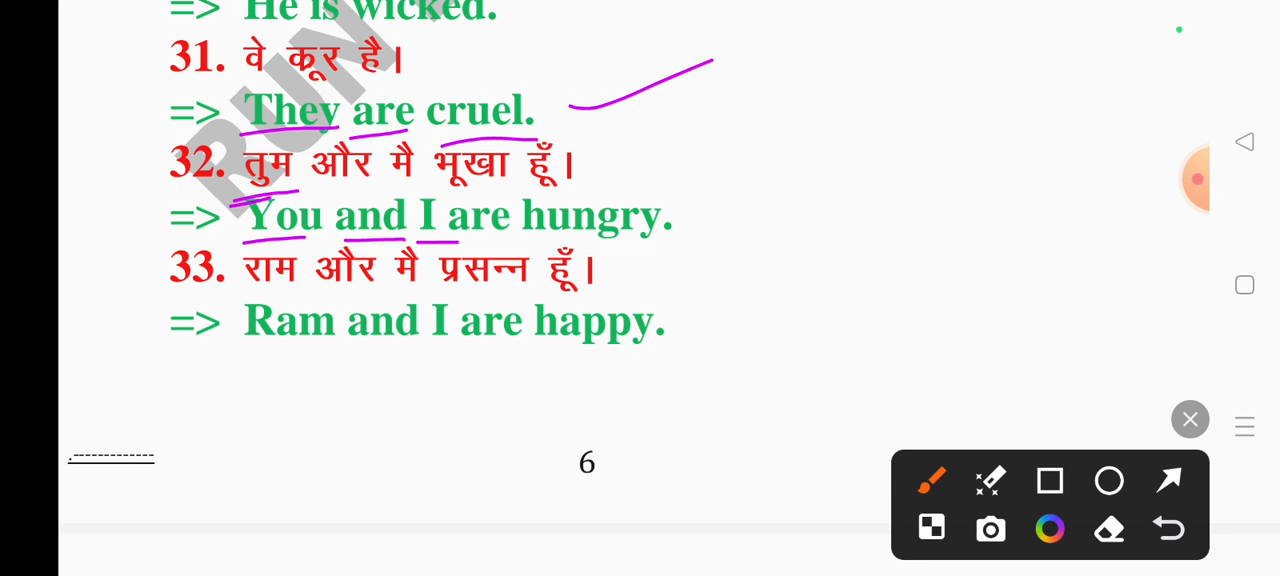 => He is wicked.
31. वे क्रूर है।
=> They are cruel.
32. तुम और मै भूखा हूँ।
=> You and I are hungry.
33. राम और मै प्रसन्न हूँ।
=> Ram and I are happy.
.-------------
6
RUN